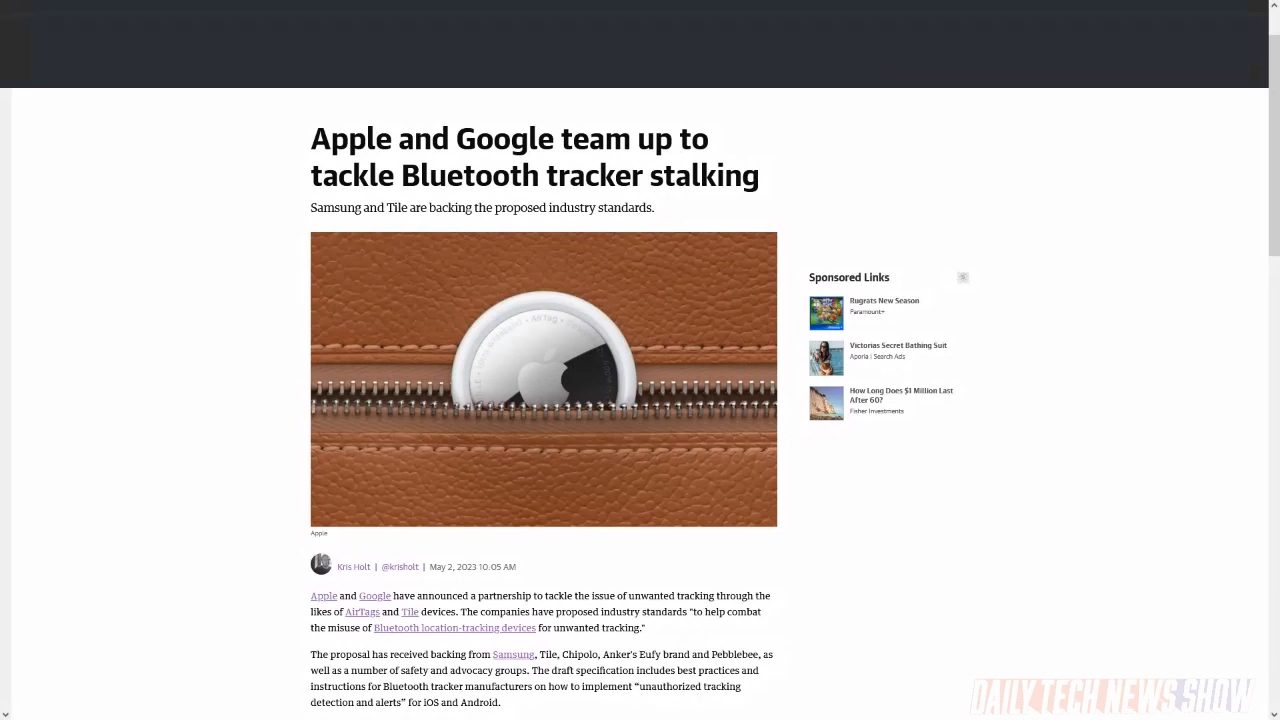 Apple and Google team up to
tackle Bluetooth tracker stalking
Samsung and Tile are backing the proposed industry standards.
AirTag
Apple
Kris Holt | @krisholt | May 2, 2023 10:05 AM
Apple and Google have announced a partnership to tackle the issue of unwanted tracking through the
likes of AirTags and Tile devices. The companies have proposed industry standards "to help combat
the misuse of Bluetooth location-tracking devices for unwanted tracking."
The proposal has received backing from Samsung, Tile, Chipolo, Anker's Eufy brand and Pebblebee, as
well as a number of safety and advocacy groups. The draft specification includes best practices and
instructions for Bluetooth tracker manufacturers on how to implement “unauthorized tracking
detection and alerts” for iOS and Android.
Sponsored Links
Rugrats New Season
Paramount+
Victorias Secret Bathing Suit
Aporia | Search Ads
How Long Does $1 Million Last
After 60?
Fisher Investments
DAILY TECH NEWS SHOW